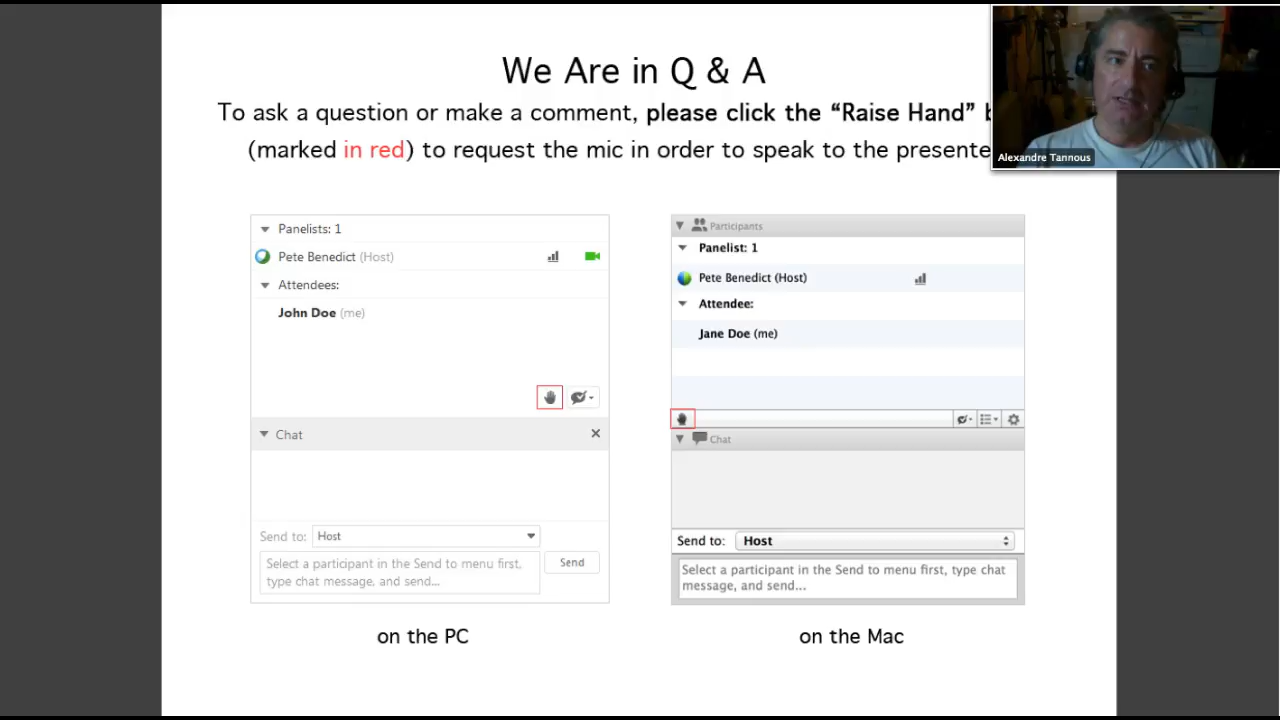 We Are in Q & A
To ask a question or make a comment, please click the “Raise Hand”
(marked in red) to request the mic in order to speak to the
Alexandre Tannous
Panelists: 1
Pete Benedict (Host)
Attendees:
John Doe (me)
Chat
Send to: Host
Select a participant in the Send to menu first,
type chat message, and send...
Send
on the PC
Participants
Panelist: 1
Pete Benedict (Host)
Attendee:
Jane Doe (me)
Chat
Send to: Host
Select a participant in the Send to menu first, type chat
message, and send...
on the Mac